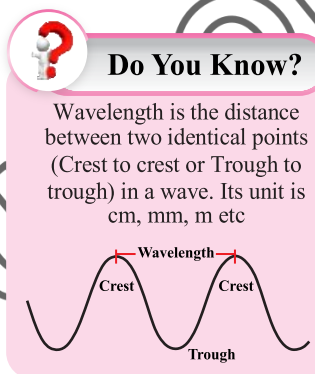 Do You Know?
Wavelength is the distance
between two identical points
(Crest to crest or Trough to
trough) in a wave. Its unit is
cm, mm, m etc
Wavelength
Crest Crest
Trough